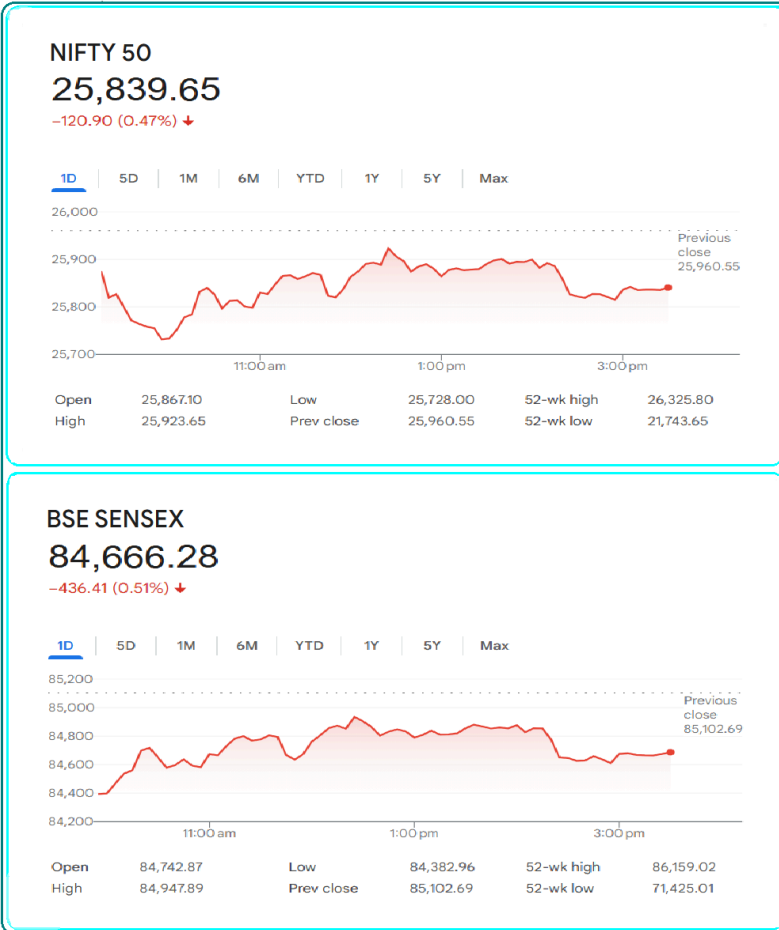 NIFTY 50
25,839.65
−120.90 (0.47%) ↓
1D 5D 1M 6M YTD 1Y 5Y Max
26,000
Previous
close
25,960.55
25,900
25,800
25,700
11:00 am 1:00 pm 3:00 pm
Open 25,867.10 Low 25,728.00 52-wk high 26,325.80
High 25,923.65 Prev close 25,960.55 52-wk low 21,743.65
BSE SENSEX
84,666.28
−436.41 (0.51%) ↓
1D 5D 1M 6M YTD 1Y 5Y Max
85,200
Previous
close
85,102.69
85,000
84,800
84,600
84,400
84,200
11:00 am 1:00 pm 3:00 pm
Open 84,742.87 Low 84,382.96 52-wk high 86,159.02
High 84,947.89 Prev close 85,102.69 52-wk low 71,425.01